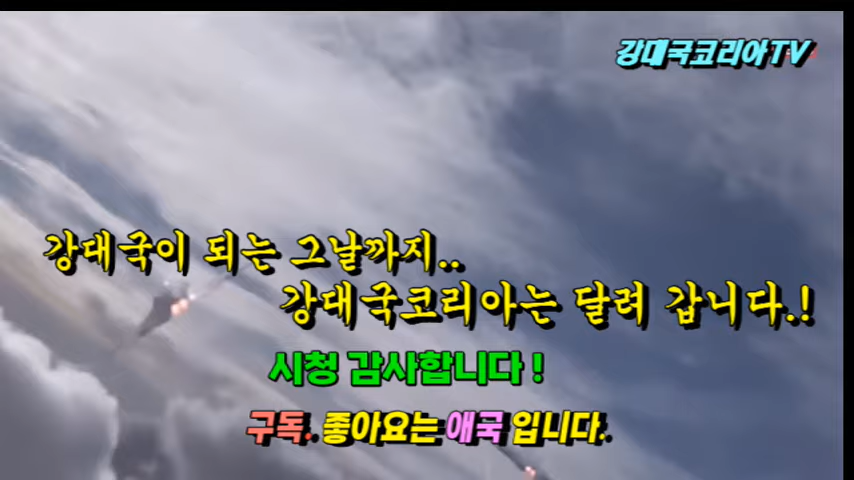 강대국코리아TV
강대국이 되는 그날까지..
강대국코리아는 달려 갑니다.!
시청 감사합니다 !
구독. 좋아요는 애국 입니다.